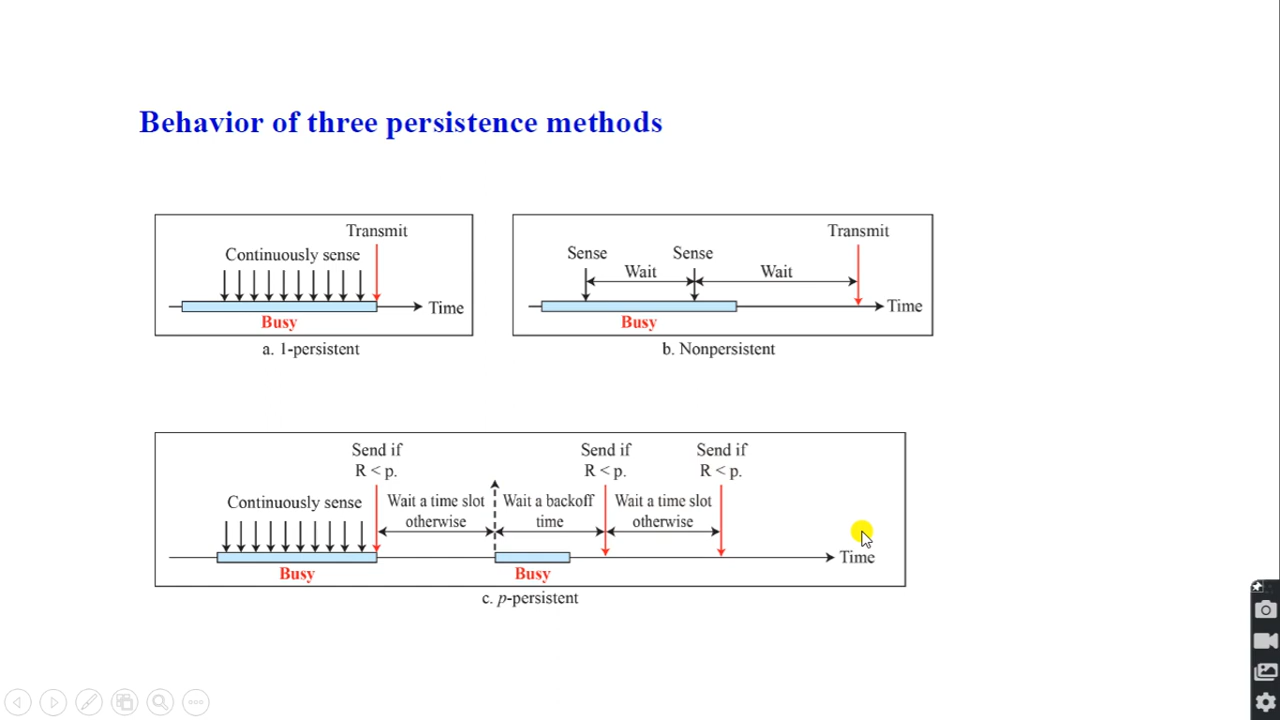 Behavior of three persistence methods
Transmit
Continuously sense
Time
Busy
a. 1-persistent
Transmit
Sense
Sense
Wait
Wait
Time
Busy
b. Nonpersistent
Send if
R < p.
Send if
R < p.
Send if
R < p.
Continuously sense
Wait a time slot
otherwise
Wait a backoff
time
Wait a time slot
otherwise
Time
Busy
Busy
c. p-persistent